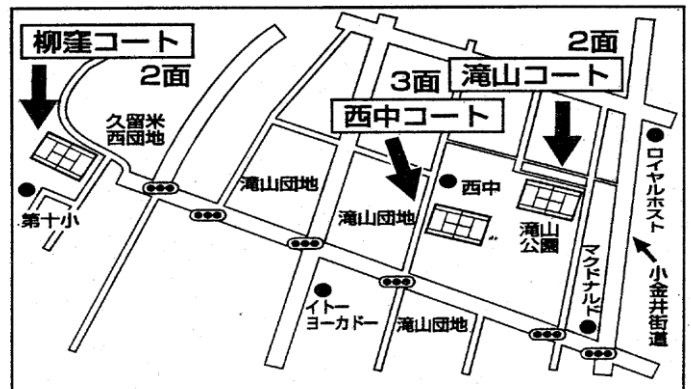 柳窪コート
2面
久留米
西団地
第十小
滝山団地
3面
西中コート
滝山団地
イトー
ヨーカドー
滝山団地
西中
2面
滝山コート
滝山
公園
マクドナルド
ロイヤルホスト
小金井街道